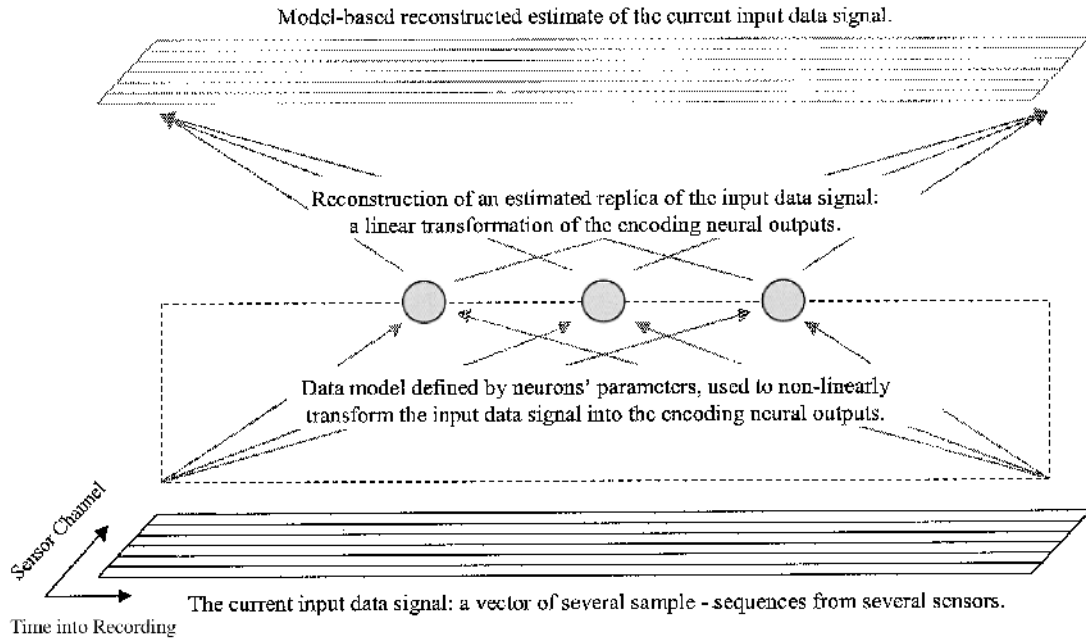 Model-based reconstructed estimate of the current input data signal.
Reconstruction of an estimated replica of the input data signal:
a linear transformation of the encoding neural outputs.
Data model defined by neurons' parameters, used to non-linearly
transform the input data signal into the encoding neural outputs.
Sensor Channel
The current input data signal: a vector of several sample - sequences from several sensors.
Time into Recording